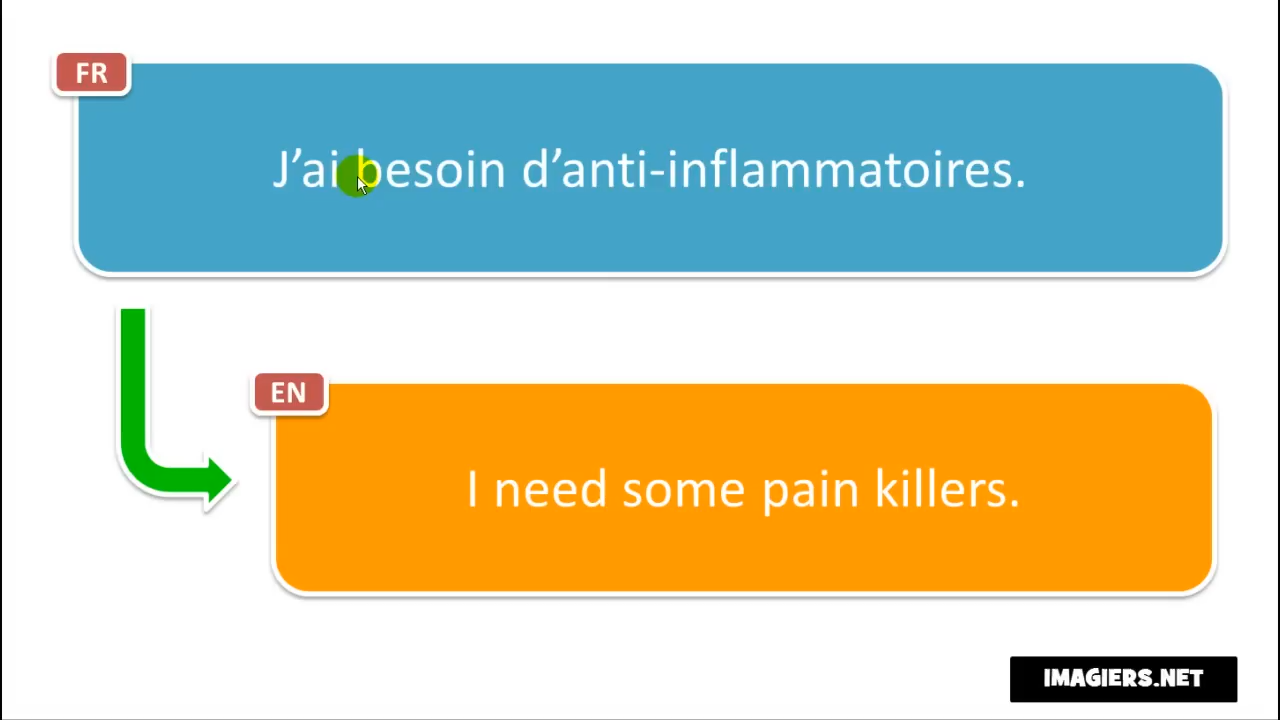 FR
J’ai besoin d’anti-inflammatoires.
EN
I need some pain killers.
IMAGIERS.NET